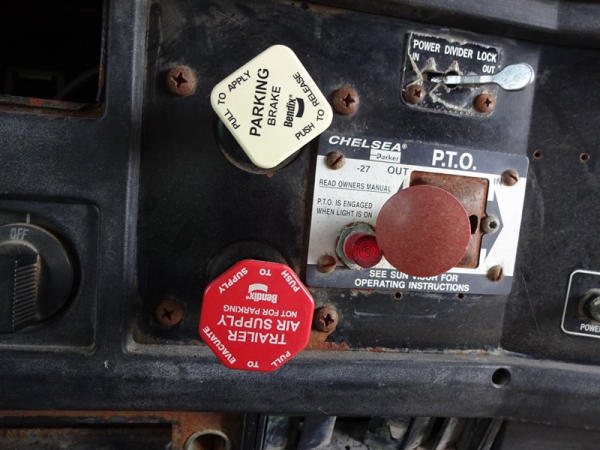 PULL TO APPLY
PARKING
BRAKE
Bendix
PUSH TO RELEASE
POWER DIVIDER LOCK
IN OUT
CHELSEA®
Parker
P.T.O.
-27 OUT IN
READ OWNERS MANUAL
P.T.O. IS ENGAGED
WHEN LIGHT IS ON
SEE SUN VISOR FOR
OPERATING INSTRUCTIONS
OFF
PUSH TO SUPPLY
Bendix
TRAILER
AIR SUPPLY
NOT FOR PARKING
PULL TO EVACUATE
POWE